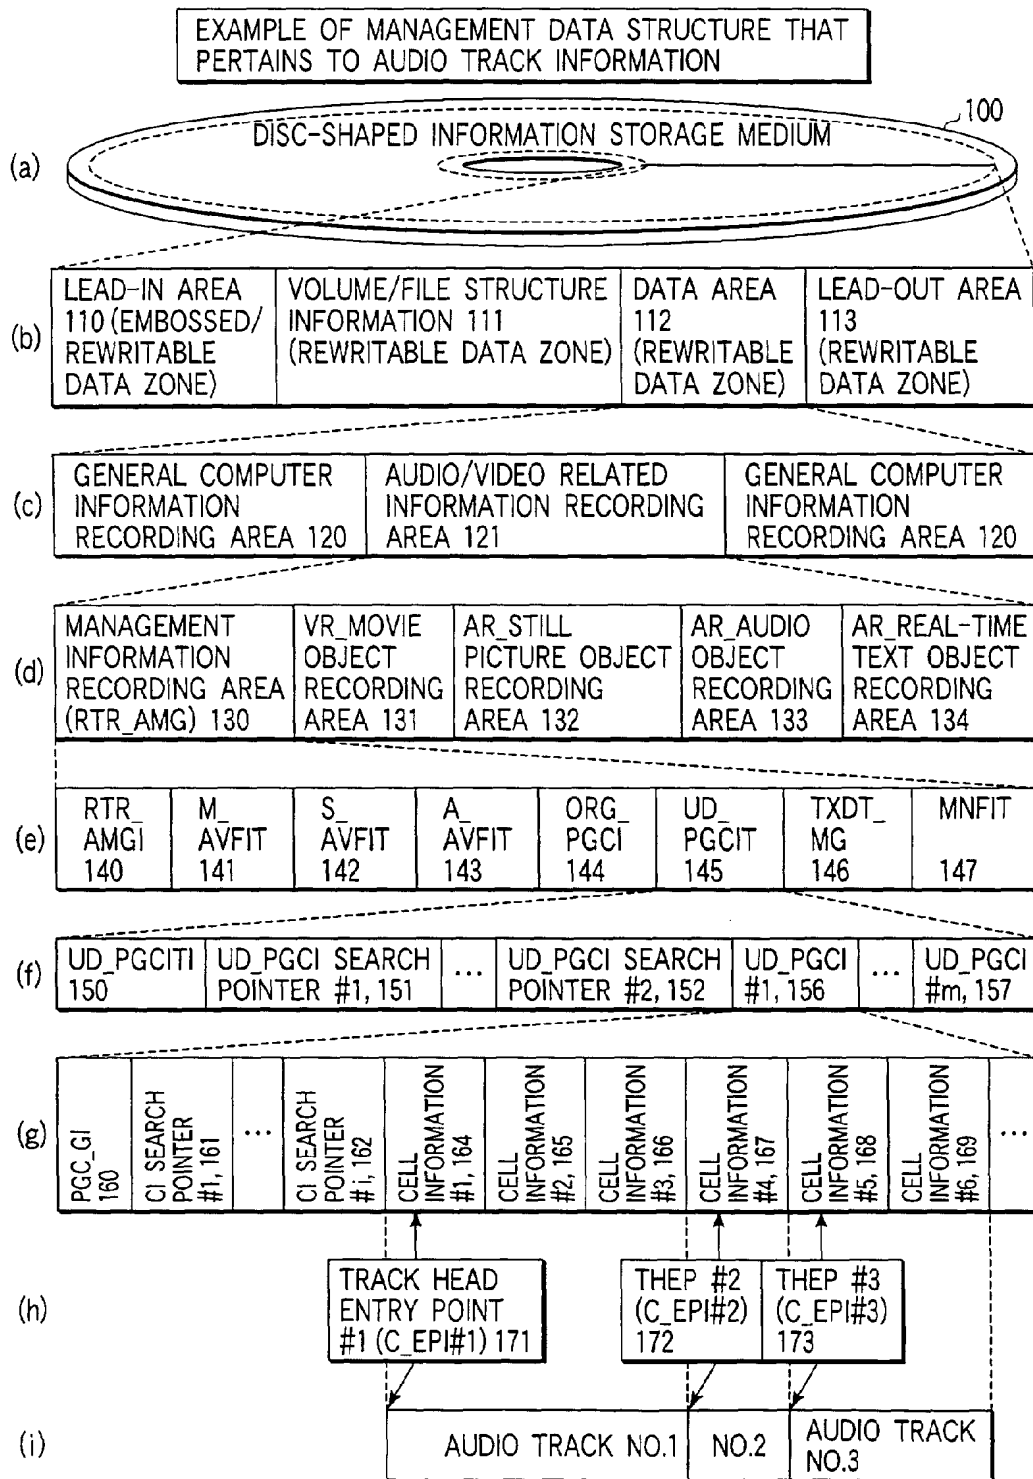 EXAMPLE OF MANAGEMENT DATA STRUCTURE THAT
PERTAINS TO AUDIO TRACK INFORMATION
100
DISC-SHAPED INFORMATION STORAGE MEDIUM
(a)
(b)
LEAD-IN AREA
110 (EMBOSSED/
REWRITABLE
DATA ZONE)
VOLUME/FILE STRUCTURE
INFORMATION 111
(REWRITABLE DATA ZONE)
DATA AREA
112
(REWRITABLE
DATA ZONE)
LEAD-OUT AREA
113
(REWRITABLE
DATA ZONE)
(c)
GENERAL COMPUTER
INFORMATION
RECORDING AREA 120
AUDIO/VIDEO RELATED
INFORMATION RECORDING
AREA 121
GENERAL COMPUTER
INFORMATION
RECORDING AREA 120
(d)
MANAGEMENT
INFORMATION
RECORDING AREA
(RTR_AMG) 130
VR_MOVIE
OBJECT
RECORDING
AREA 131
AR_STILL
PICTURE OBJECT
RECORDING
AREA 132
AR_AUDIO
OBJECT
RECORDING
AREA 133
AR_REAL-TIME
TEXT OBJECT
RECORDING
AREA 134
(e)
RTR_
AMGI
140
M_
AVFIT
141
S_
AVFIT
142
A_
AVFIT
143
ORG_
PGCI
144
UD_
PGCIT
145
TXDT_
MG
146
MNFIT
147
(f)
UD_PGCITI
150
UD_PGCI SEARCH
POINTER #1, 151
...
UD_PGCI SEARCH
POINTER #2, 152
UD_PGCI
#1, 156
...
UD_PGCI
#m, 157
(g)
PGC_GI
160
CI SEARCH
POINTER
#1, 161
...
CI SEARCH
POINTER
#i, 162
CELL
INFORMATION
#1, 164
CELL
INFORMATION
#2, 165
CELL
INFORMATION
#3, 166
CELL
INFORMATION
#4, 167
CELL
INFORMATION
#5, 168
CELL
INFORMATION
#6, 169
...
(h)
TRACK HEAD
ENTRY POINT
#1 (C_EPI#1) 171
THEP #2
(C_EPI#2)
172
THEP #3
(C_EPI#3)
173
(i)
AUDIO TRACK NO.1
NO.2
AUDIO TRACK
NO.3